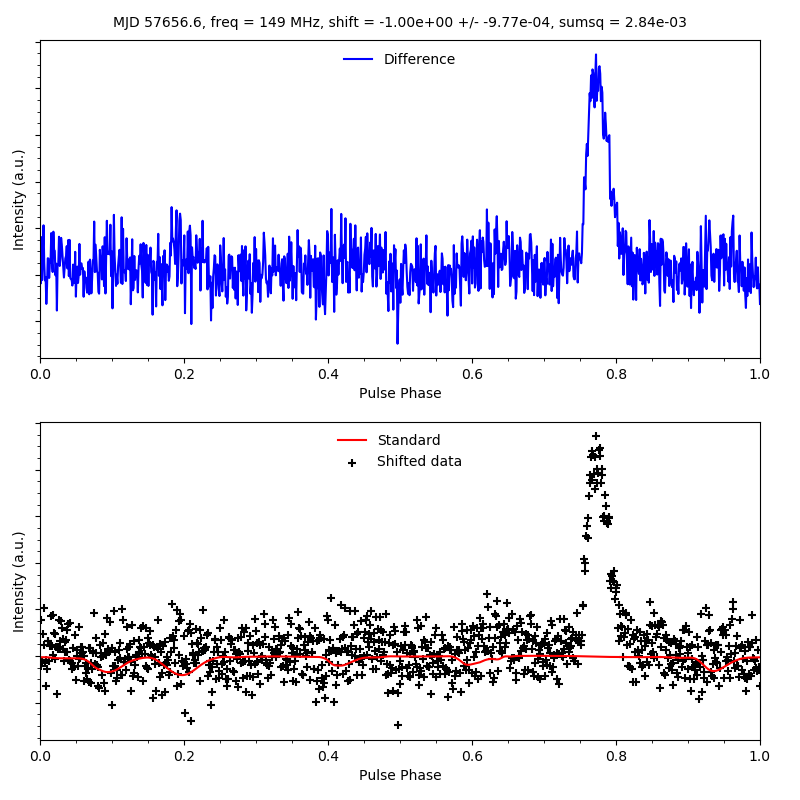 MJD 57656.6, freq = 149 MHz, shift = -1.00e+00 +/- -9.77e-04, sumsq = 2.84e-03
Difference
Intensity (a.u.)
0.0 0.2 0.4 0.6 0.8 1.0
Pulse Phase
Standard
Shifted data
Intensity (a.u.)
0.0 0.2 0.4 0.6 0.8 1.0
Pulse Phase